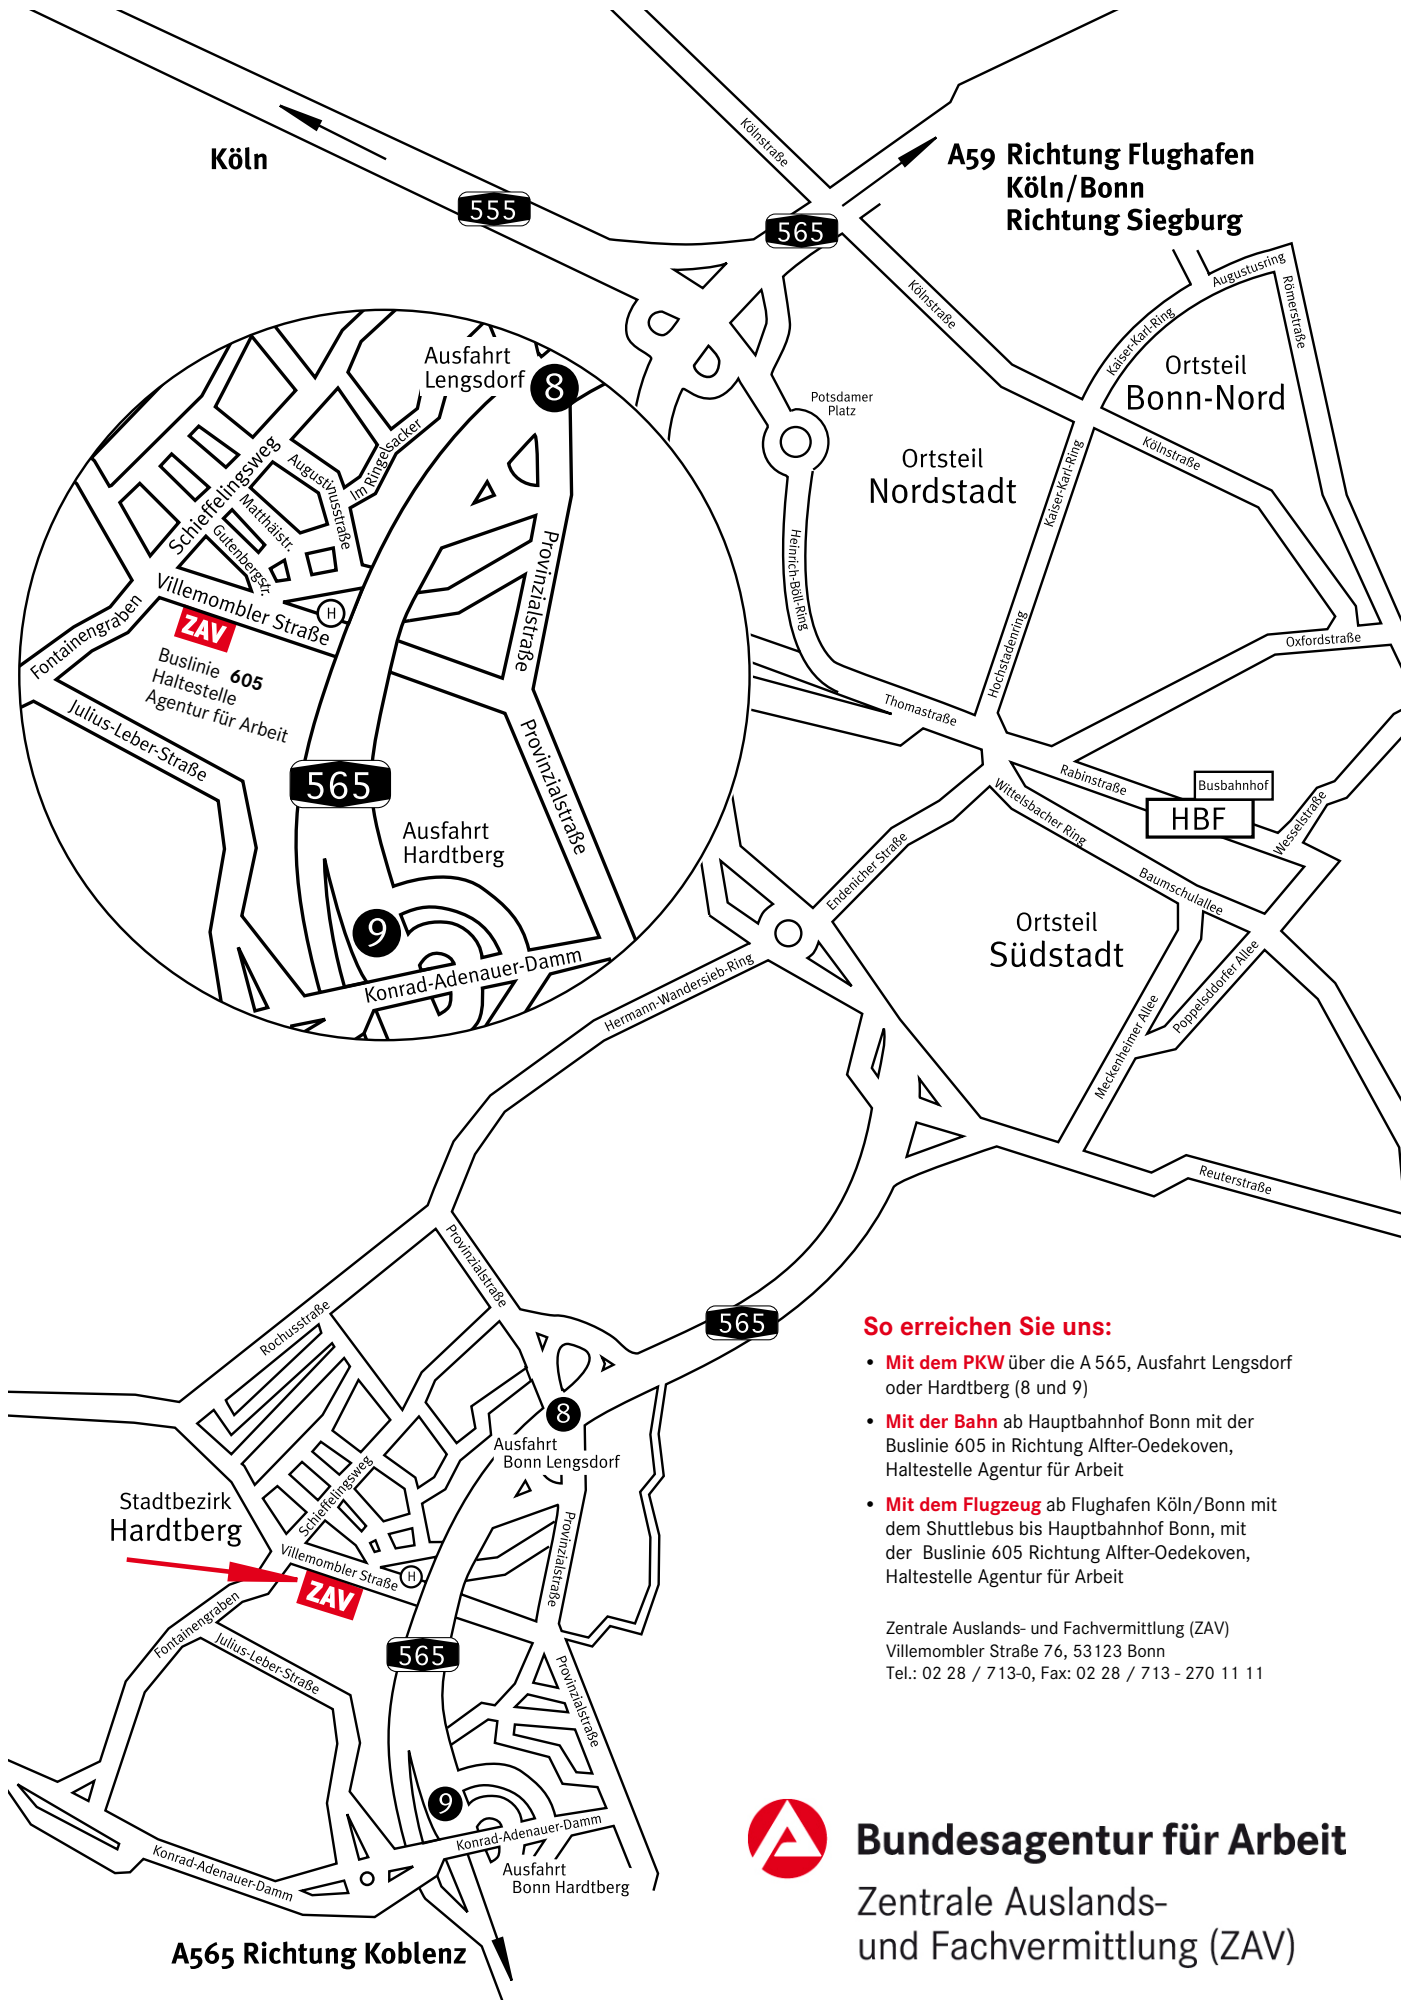 Köln
555
565
Kölnstraße
A59 Richtung Flughafen
Köln/Bonn
Richtung Siegburg
Kölnstraße
Augustusring
Römerstraße
Kaiser-Karl-Ring
Ortsteil
Bonn-Nord
Potsdamer
Platz
Ortsteil
Nordstadt
Kölnstraße
Kaiser-Karl-Ring
Heinrich-Böll-Ring
Hochstadenring
Oxfordstraße
Thomastraße
Rabinstraße
Busbahnhof
HBF
Wesselstraße
Wittelsbacher Ring
Endenicher Straße
Baumschulallee
Ortsteil
Südstadt
Poppelsddorfer Allee
Meckenheimer Allee
Hermann-Wandersieb-Ring
Reuterstraße
Ausfahrt
Lengsdorf
8
Schieffelingsweg
Augustinusstraße
Im Ringelsacker
Matthäistr.
Gutenbergstr.
Villemombler Straße
H
Provinzialstraße
Fontainengraben
ZAV
Buslinie 605
Haltestelle
Agentur für Arbeit
Julius-Leber-Straße
565
Provinzialstraße
Ausfahrt
Hardtberg
9
Konrad-Adenauer-Damm
Provinzialstraße
Rochusstraße
565
8
Ausfahrt
Bonn Lengsdorf
Schieffelingsweg
Stadtbezirk
Hardtberg
Villemombler Straße
H
ZAV
Provinzialstraße
Fontainengraben
Julius-Leber-Straße
565
Provinzialstraße
9
Konrad-Adenauer-Damm
Konrad-Adenauer-Damm
Ausfahrt
Bonn Hardtberg
A565 Richtung Koblenz
So erreichen Sie uns:
• Mit dem PKW über die A 565, Ausfahrt Lengsdorf
oder Hardtberg (8 und 9)
• Mit der Bahn ab Hauptbahnhof Bonn mit der
Buslinie 605 in Richtung Alfter-Oedekoven,
Haltestelle Agentur für Arbeit
• Mit dem Flugzeug ab Flughafen Köln/Bonn mit
dem Shuttlebus bis Hauptbahnhof Bonn, mit
der Buslinie 605 Richtung Alfter-Oedekoven,
Haltestelle Agentur für Arbeit
Zentrale Auslands- und Fachvermittlung (ZAV)
Villemombler Straße 76, 53123 Bonn
Tel.: 02 28 / 713-0, Fax: 02 28 / 713 - 270 11 11
Bundesagentur für Arbeit
Zentrale Auslands-
und Fachvermittlung (ZAV)